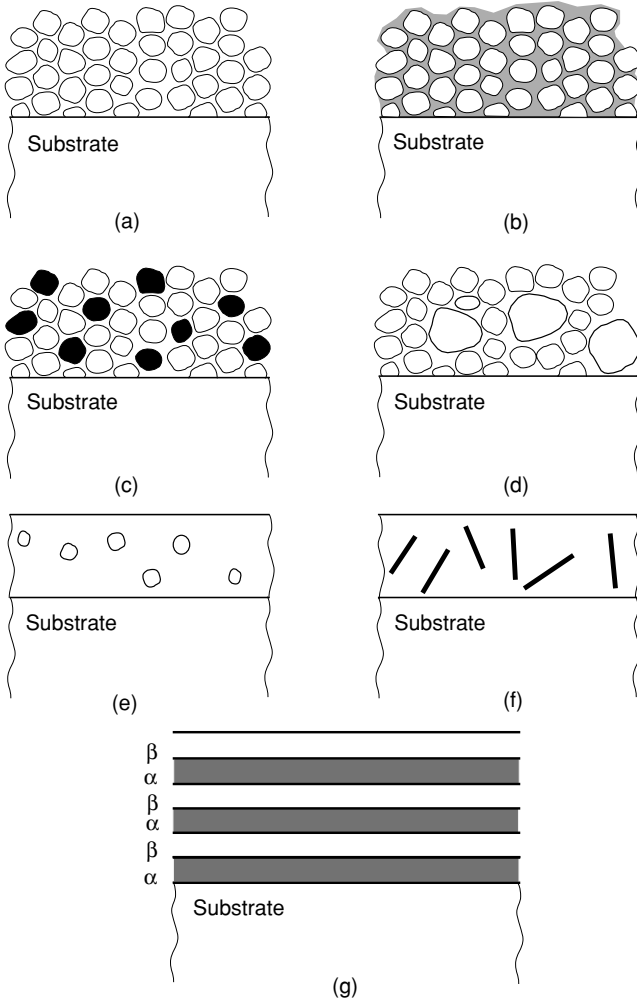 Substrate
Substrate
(a)
(b)
Substrate
Substrate
(c)
(d)
Substrate
Substrate
(e)
(f)
β
α
β
α
β
α
Substrate
(g)